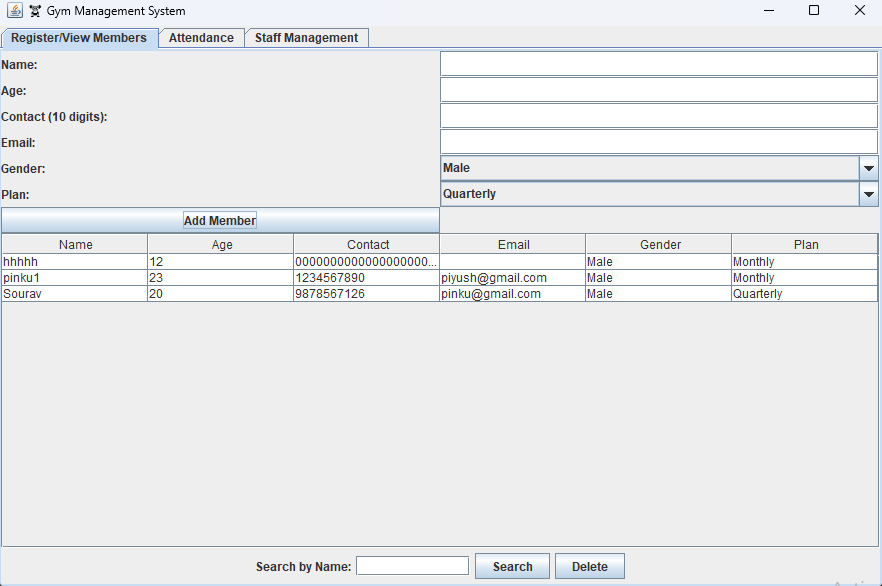 Gym Management System
Register/View Members Attendance Staff Management
Name:
Age:
Contact (10 digits):
Email:
Gender: Male
Plan: Quarterly
Add Member
Name Age Contact Email Gender Plan
hhhhh 12 0000000000000000000... Male Monthly
pinku1 23 1234567890 piyush@gmail.com Male Monthly
Sourav 20 9878567126 pinku@gmail.com Male Quarterly
Search by Name: Search Delete